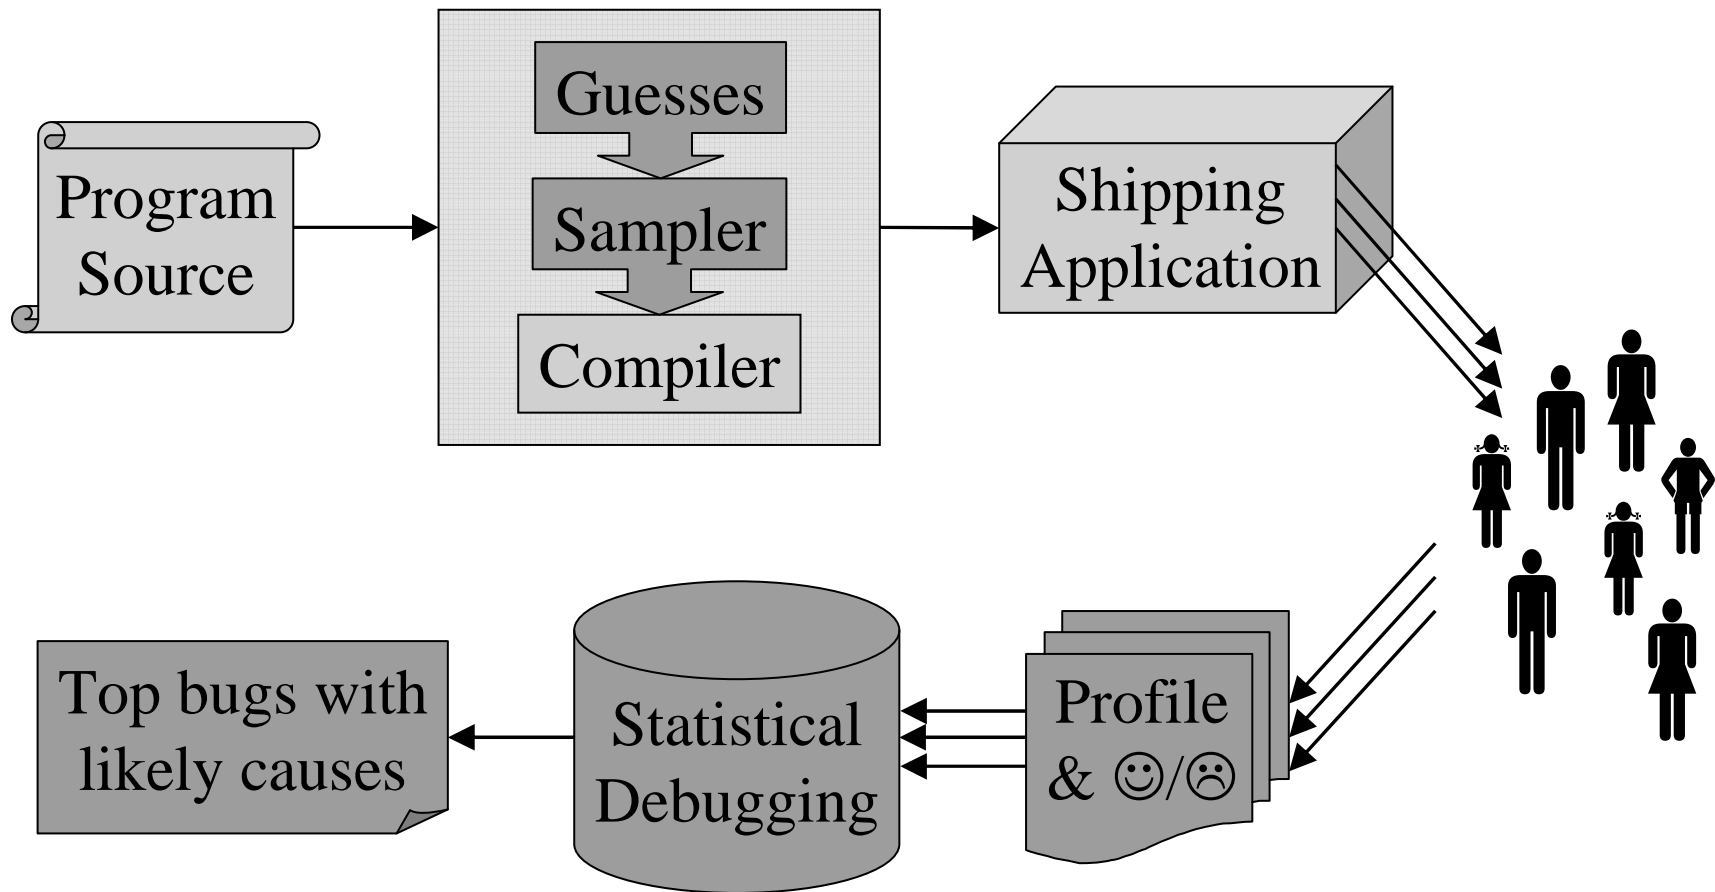 Program
Source
Guesses
Sampler
Compiler
Shipping
Application
Profile
& ☺/☹
Statistical
Debugging
Top bugs with
likely causes